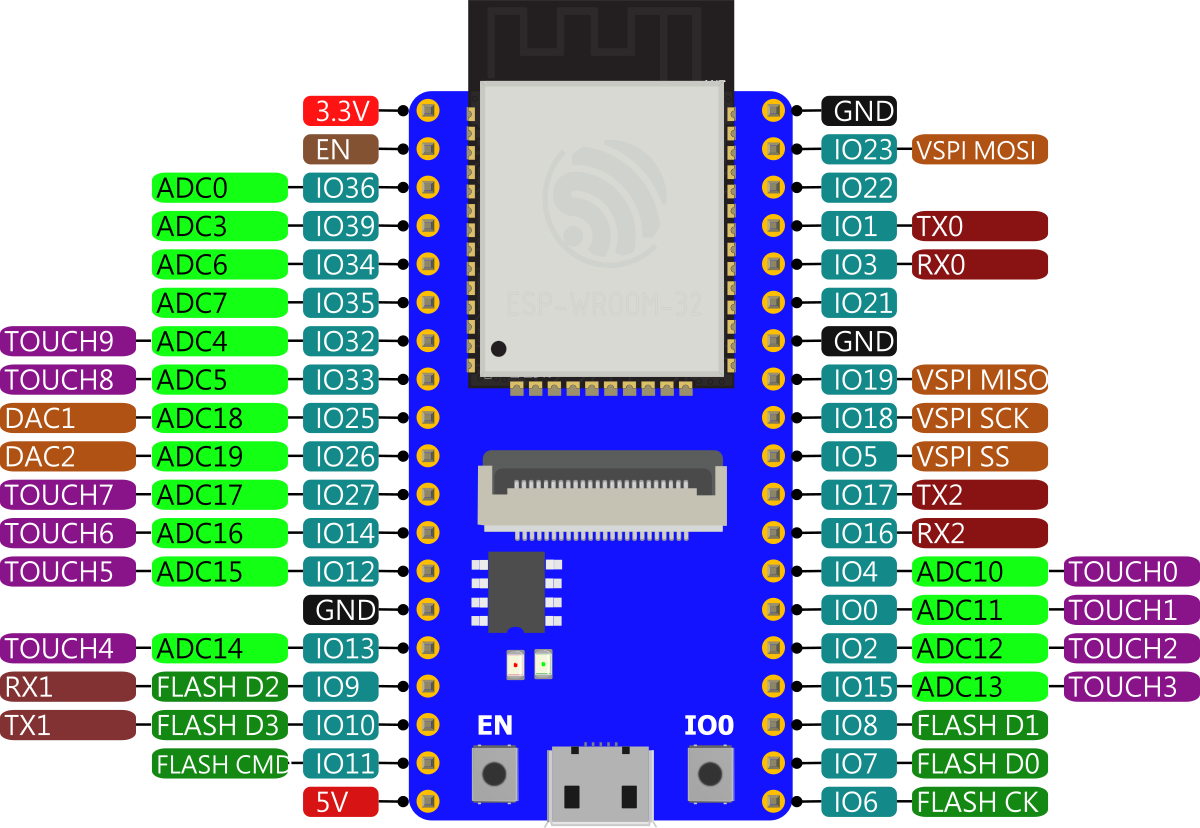 3.3V GND
EN IO23 VSPI MOSI
ADC0 IO36 IO22
ADC3 IO39 IO1 TX0
ADC6 IO34 IO3 RX0
ADC7 IO35 ESP-WROOM-32 IO21
TOUCH9 ADC4 IO32 GND
TOUCH8 ADC5 IO33 IO19 VSPI MISO
DAC1 ADC18 IO25 IO18 VSPI SCK
DAC2 ADC19 IO26 IO5 VSPI SS
TOUCH7 ADC17 IO27 IO17 TX2
TOUCH6 ADC16 IO14 IO16 RX2
TOUCH5 ADC15 IO12 IO4 ADC10 TOUCH0
GND IO0 ADC11 TOUCH1
TOUCH4 ADC14 IO13 IO2 ADC12 TOUCH2
RX1 FLASH D2 IO9 IO15 ADC13 TOUCH3
TX1 FLASH D3 IO10 EN IO0 IO8 FLASH D1
FLASH CMD IO11 IO7 FLASH D0
5V IO6 FLASH CK